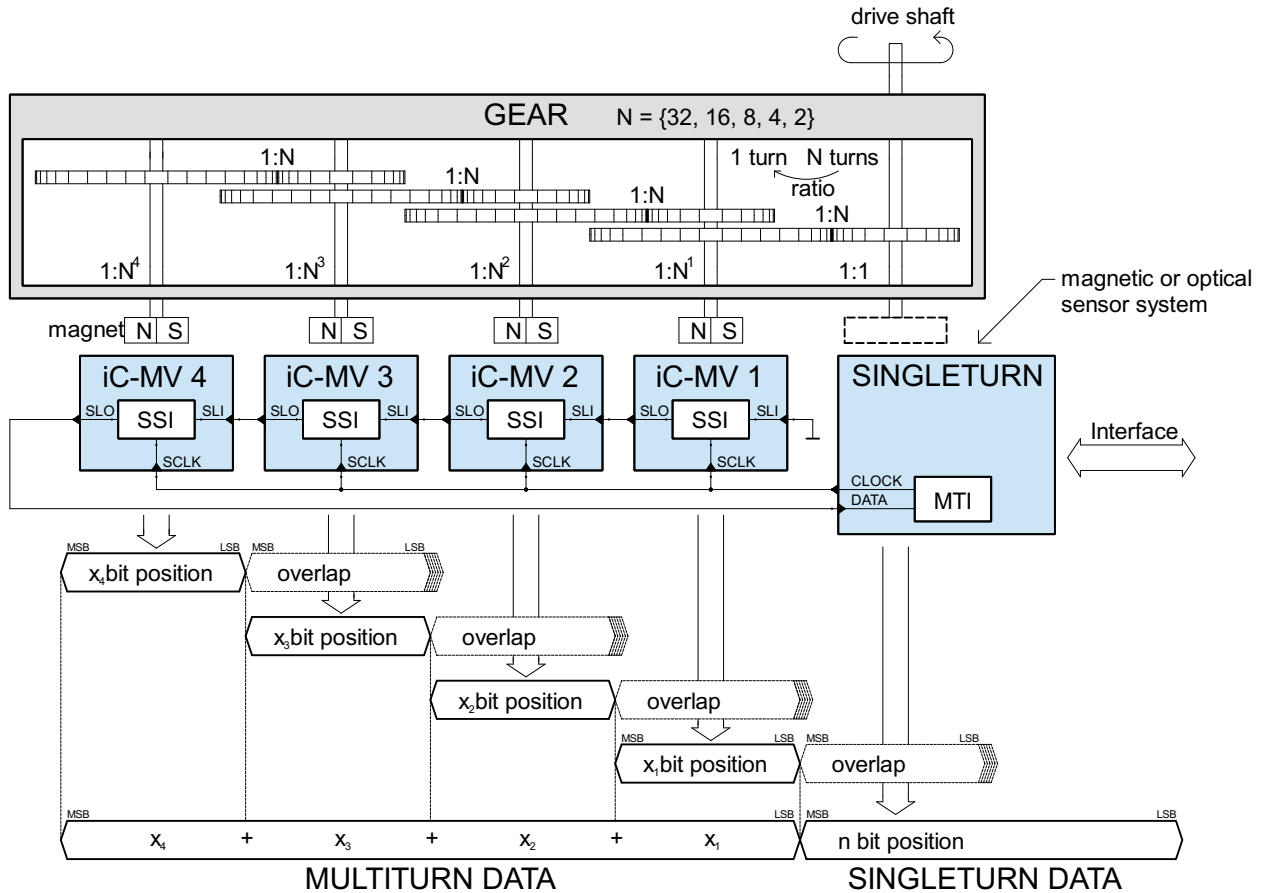 drive shaft
GEAR N = {32, 16, 8, 4, 2}
1:N 1:N 1:N 1 turn N turns
ratio
1:N
1:N⁴ 1:N³ 1:N² 1:N¹ 1:1
magnetic or optical
sensor system
magnet N S N S N S N S
iC-MV 4 iC-MV 3 iC-MV 2 iC-MV 1 SINGLETURN
SLO SSI SLI SLO SSI SLI SLO SSI SLI SLO SSI SLI
Interface
SCLK SCLK SCLK SCLK
CLOCK
DATA
MTI
MSB LSB MSB LSB
x₄bit position overlap
x₃bit position overlap
x₂bit position overlap
MSB LSB MSB LSB
x₁bit position overlap
MSB LSB MSB LSB
x₄ + x₃ + x₂ + x₁ n bit position
MULTITURN DATA SINGLETURN DATA